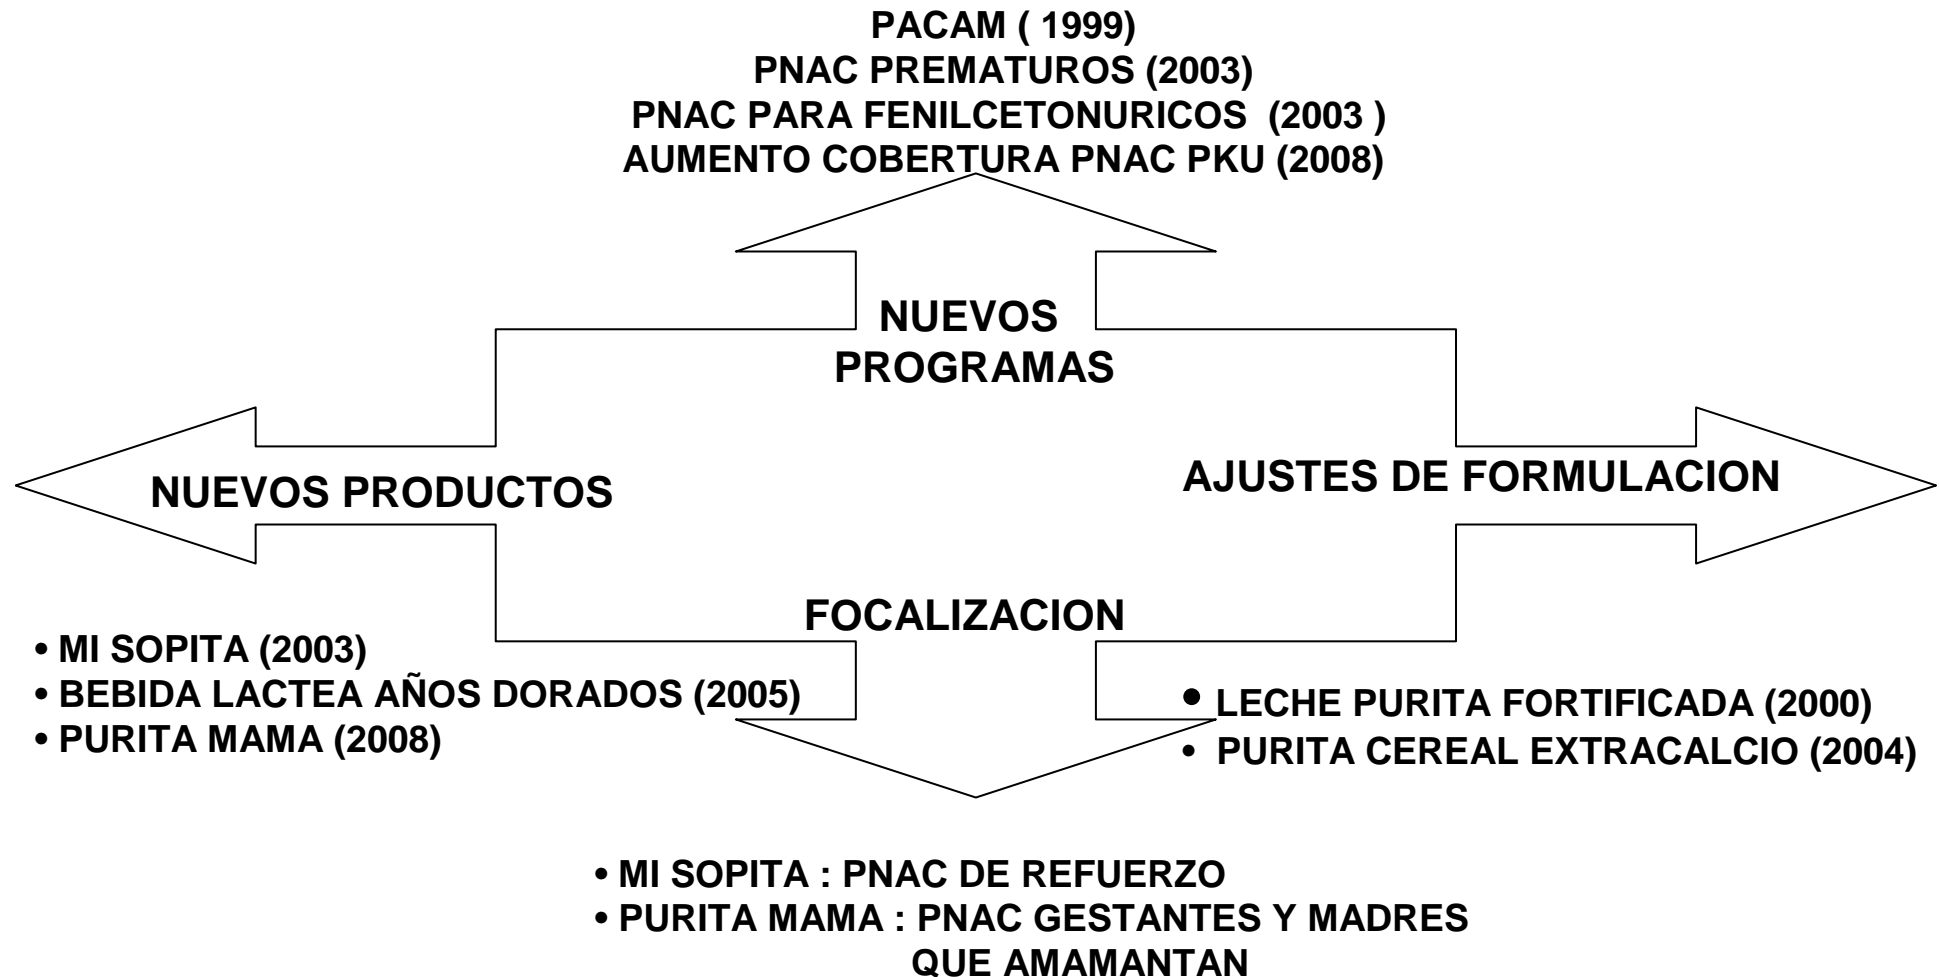 PACAM ( 1999)
PNAC PREMATUROS (2003)
PNAC PARA FENILCETONURICOS  (2003 )
AUMENTO COBERTURA PNAC PKU (2008)
NUEVOS
PROGRAMAS
NUEVOS PRODUCTOS
AJUSTES DE FORMULACION
FOCALIZACION
• MI SOPITA (2003)
• BEBIDA LACTEA AÑOS DORADOS (2005)
• PURITA MAMA (2008)
• LECHE PURITA FORTIFICADA (2000)
• PURITA CEREAL EXTRACALCIO (2004)
• MI SOPITA : PNAC DE REFUERZO
• PURITA MAMA : PNAC GESTANTES Y MADRES
QUE AMAMANTAN